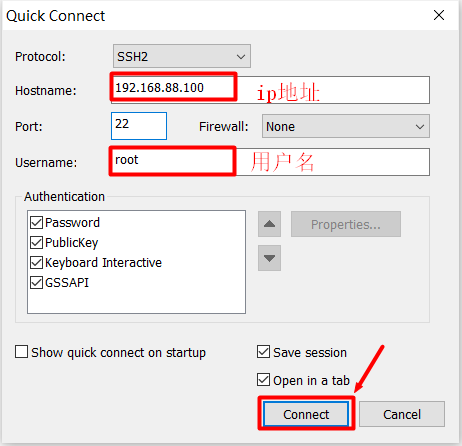 Quick Connect
Protocol: SSH2
Hostname: 192.168.88.100 ip地址
Port: 22 Firewall: None
Username: root 用户名
Authentication
Password
PublicKey Properties...
Keyboard Interactive
GSSAPI
Show quick connect on startup Save session
Open in a tab
Connect Cancel